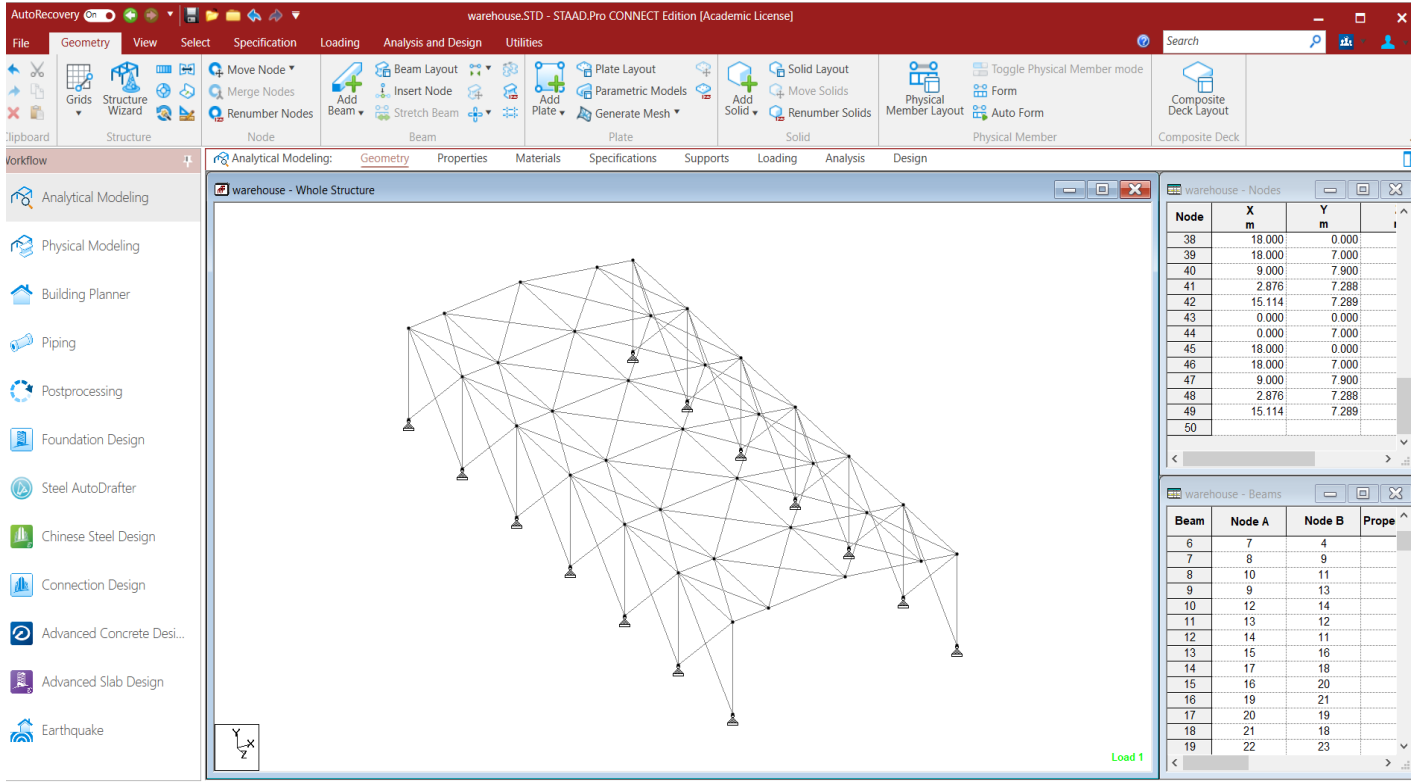 AutoRecovery On warehouse.STD - STAAD.Pro CONNECT Edition [Academic License]
File Geometry View Select Specification Loading Analysis and Design Utilities Search
Move Node Beam Layout Plate Layout Solid Layout Toggle Physical Member mode
Merge Nodes Insert Node Parametric Models Move Solids Form
Renumber Nodes Stretch Beam Generate Mesh Renumber Solids Auto Form
Grids Structure Wizard Add Beam Add Plate Add Solid Physical Member Layout Composite Deck Layout
Clipboard Structure Node Beam Plate Solid Physical Member Composite Deck
Workflow
Analytical Modeling: Geometry Properties Materials Specifications Supports Loading Analysis Design
Analytical Modeling
Physical Modeling
Building Planner
Piping
Postprocessing
Foundation Design
Steel AutoDrafter
Chinese Steel Design
Connection Design
Advanced Concrete Desi...
Advanced Slab Design
Earthquake
warehouse - Whole Structure
Y
X
Z
Load 1
warehouse - Nodes
Node X m Y m
38 18.000 0.000
39 18.000 7.000
40 9.000 7.900
41 2.876 7.288
42 15.114 7.289
43 0.000 0.000
44 0.000 7.000
45 18.000 0.000
46 18.000 7.000
47 9.000 7.900
48 2.876 7.288
49 15.114 7.289
50
warehouse - Beams
Beam Node A Node B Prope
6 7 4
7 8 9
8 10 11
9 9 13
10 12 14
11 13 12
12 14 11
13 15 16
14 17 18
15 16 20
16 19 21
17 20 19
18 21 18
19 22 23